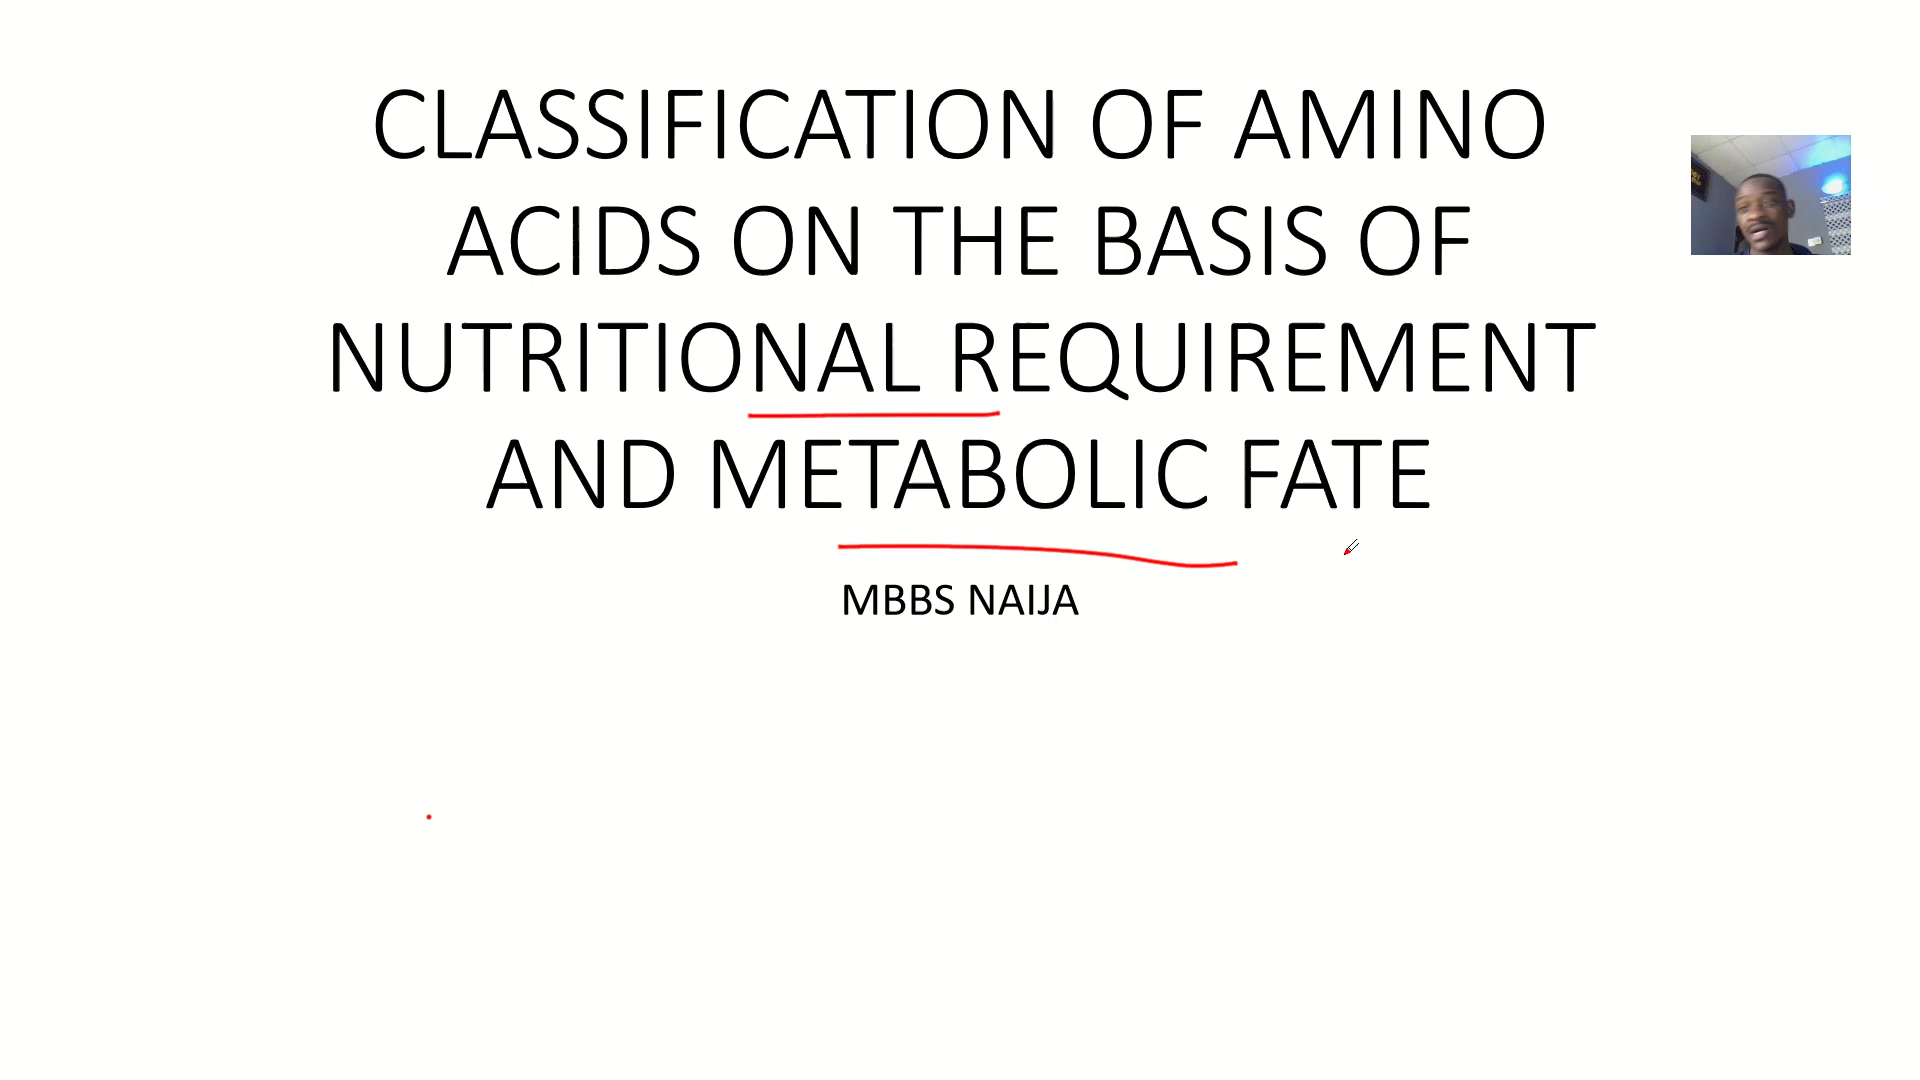 CLASSIFICATION OF AMINO
ACIDS ON THE BASIS OF
NUTRITIONAL REQUIREMENT
AND METABOLIC FATE
MBBS NAIJA